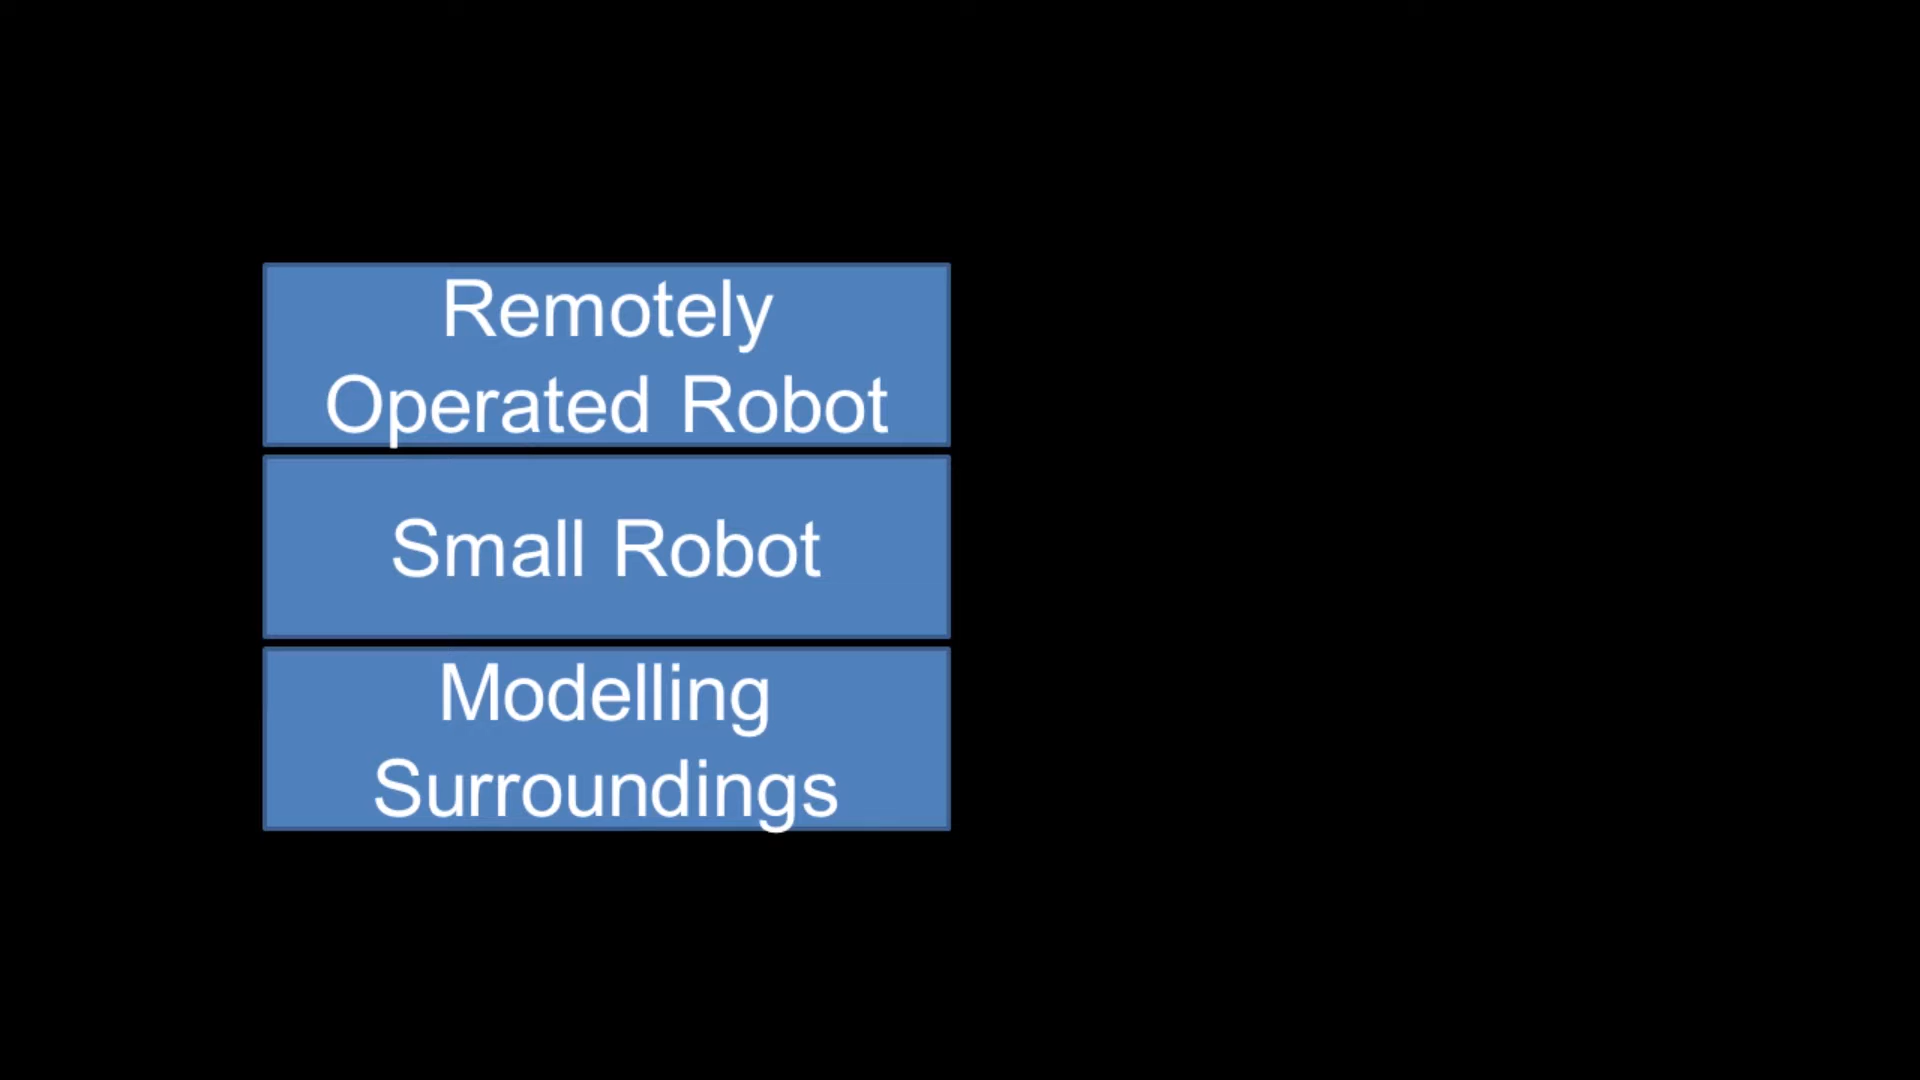 Remotely
Operated Robot
Small Robot
Modelling
Surroundings